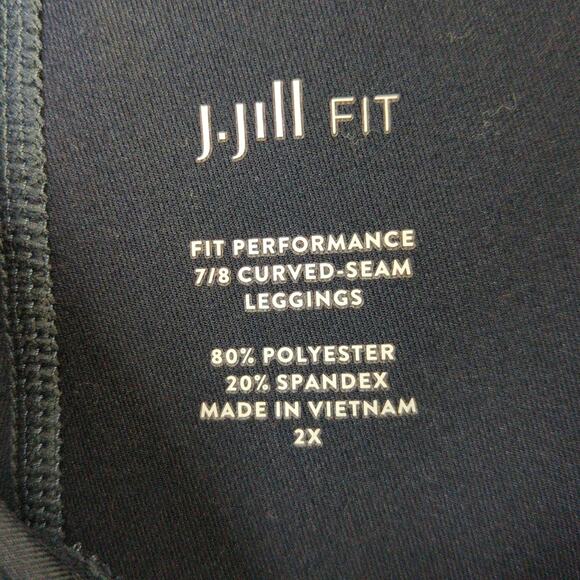 J.Jill FIT
FIT PERFORMANCE
7/8 CURVED-SEAM
LEGGINGS
80% POLYESTER
20% SPANDEX
MADE IN VIETNAM
2X